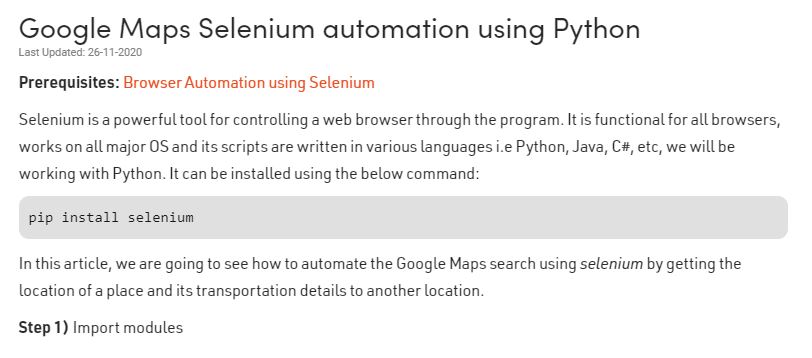 Google Maps Selenium automation using Python
Last Updated: 26-11-2020
Prerequisites: Browser Automation using Selenium
Selenium is a powerful tool for controlling a web browser through the program. It is functional for all browsers,
works on all major OS and its scripts are written in various languages i.e Python, Java, C#, etc, we will be
working with Python. It can be installed using the below command:
pip install selenium
In this article, we are going to see how to automate the Google Maps search using selenium by getting the
location of a place and its transportation details to another location.
Step 1) Import modules